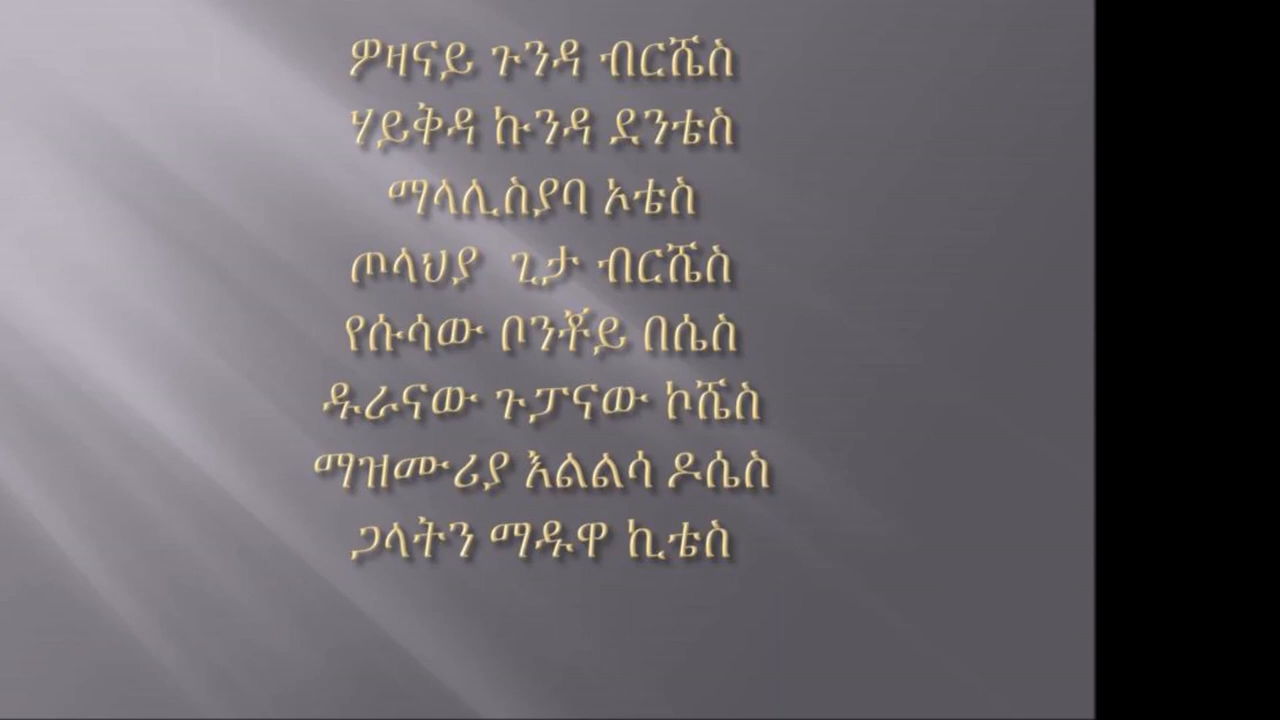 ዎዛናይ ጉንዳ ብርሼስ
ሃይቅዳ ኩንዳ ደንቴስ
ማላሊስያባ ኦቴስ
ጦላህያ ጊታ ብርሼስ
የሱሳው ቦንቾይ በሴስ
ዱራናው ጉፓናው ኮሼስ
ማዝሙሪያ እልልሳ ዶሴስ
ጋላትን ማዱዋ ኪቴስ